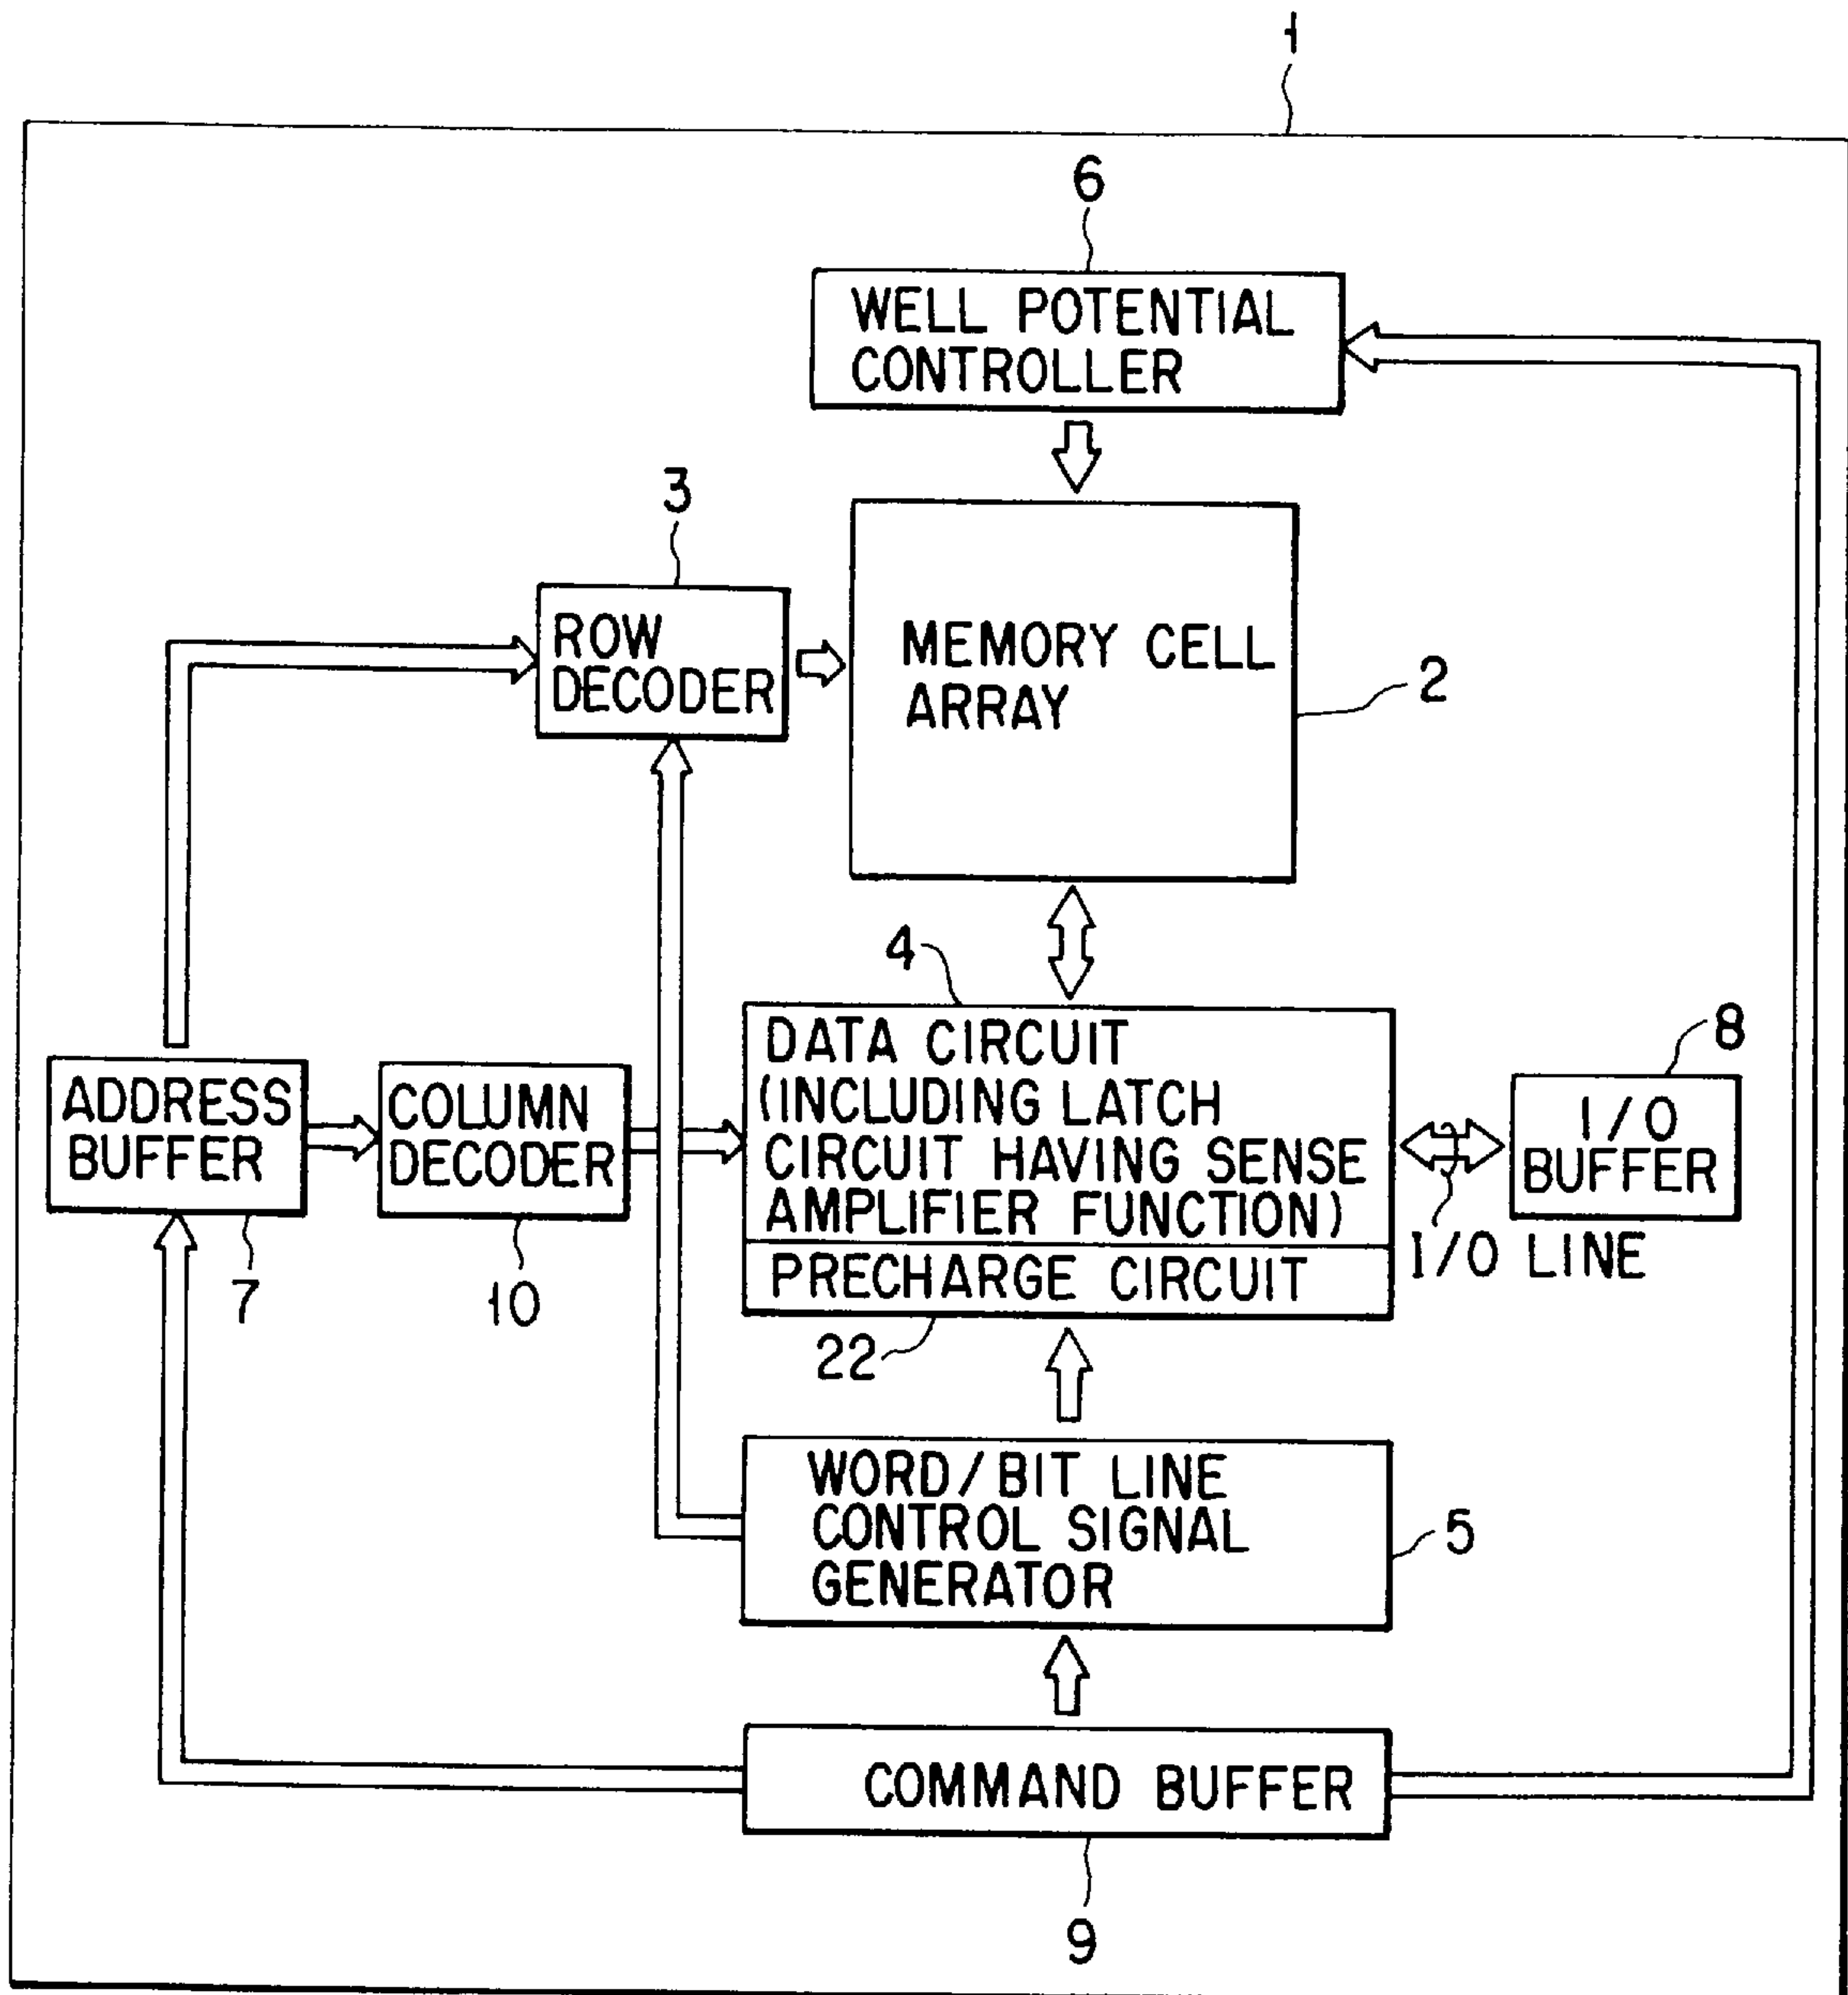 1
6
WELL POTENTIAL
CONTROLLER
3
ROW
DECODER
MEMORY CELL
ARRAY
2
4
DATA CIRCUIT
(INCLUDING LATCH
CIRCUIT HAVING SENSE
AMPLIFIER FUNCTION)
PRECHARGE CIRCUIT
22
8
I/O
BUFFER
I/O LINE
ADDRESS
BUFFER
7
COLUMN
DECODER
10
WORD/BIT LINE
CONTROL SIGNAL
GENERATOR
5
COMMAND BUFFER
9